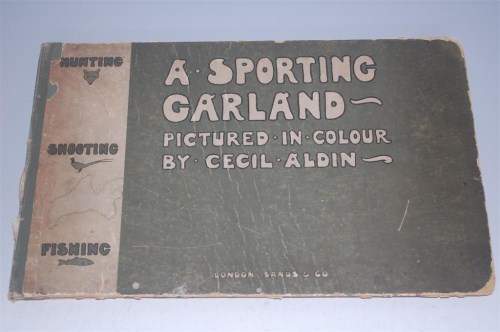 HUNTING
SHOOTING
FISHING
A · SPORTING
GARLAND
PICTURED · IN · COLOUR
BY · CECIL · ALDIN
LONDON, SANDS & CO